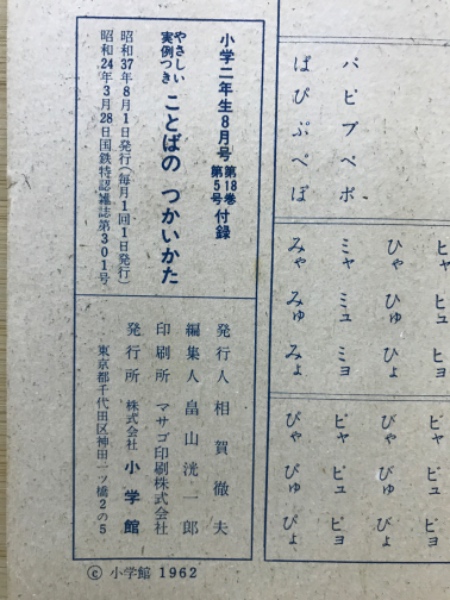 ヒャ ヒュ ヒョ
ひゃ ひゅ ひょ
ミャ ミュ ミョ
みゃ みゅ みょ
パ ピ プ ペ ポ
ぱ ぴ ぷ ぺ ぽ
ビャ ビュ ビョ
びゃ びゅ びょ
ピャ ピュ ピョ
ぴゃ ぴゅ ぴょ
小学二年生8月号 第18巻第5号 付録
やさしい実例つき ことばの つかいかた
昭和37年8月1日発行(毎月1回1日発行)
昭和24年3月28日国鉄特認雑誌第301号
発行人 相賀徹夫
編集人 畠山滉一郎
印刷所 マサゴ印刷株式会社
発行所 株式会社 小学館
東京都千代田区神田一ツ橋2の5
© 小学館 1962